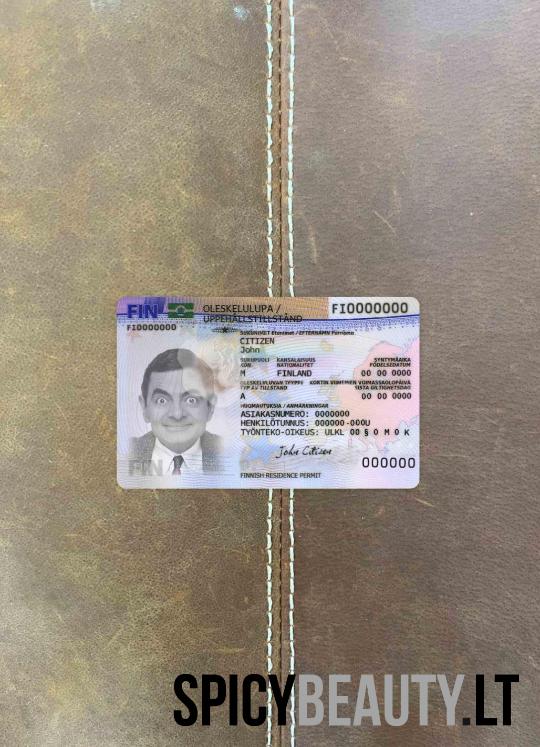 FIN
OLESKELULUPA /
UPPEHÅLLSTILLSTÅND
FI0000000
FI0000000
SUKUNIMET Etunimet / EFTERNAMN Förnamn
CITIZEN
John
SUKUPUOLI KANSALAISUUS SYNTYMÄAIKA
KÖN NATIONALITET FÖDELSEDATUM
M FINLAND 00 00 0000
OLESKELULUVAN TYYPPI KORTIN VIIMEINEN VOIMASSAOLOPÄIVÄ
TYP AV TILLSTÅND SISTA GILTIGHETSDAG
A 00 00 0000
HUOMAUTUKSIA / ANMÄRKNINGAR
ASIAKASNUMERO: 0000000
HENKILÖTUNNUS: 000000-000U
TYÖNTEKO-OIKEUS: ULKL 00 § 0 M 0 K
John Citizen
FIN
000000
FINNISH RESIDENCE PERMIT
SPICYBEAUTY.LT